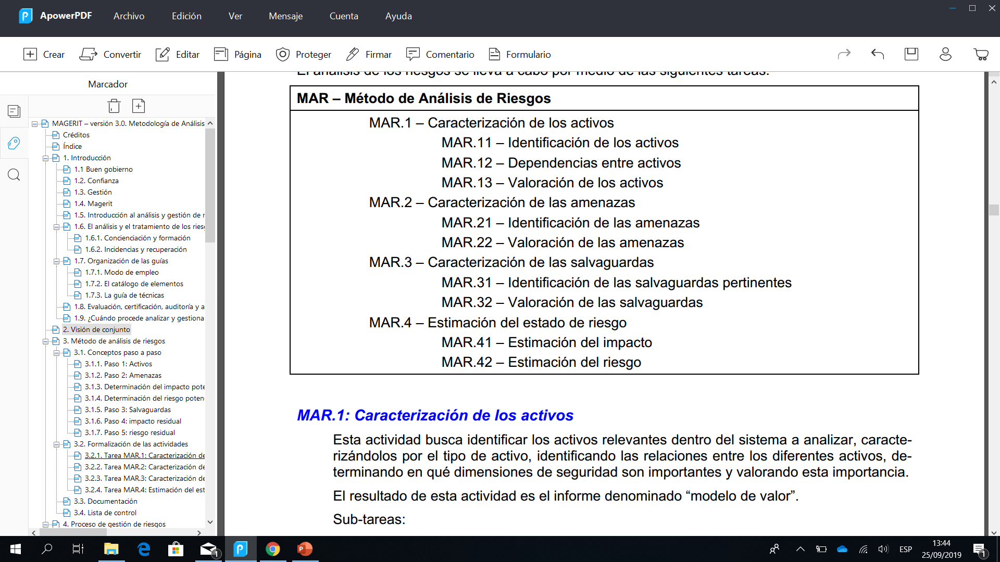 ApowerPDF
Archivo
Edición
Ver
Mensaje
Cuenta
Ayuda
Crear
Convertir
Editar
Página
Proteger
Firmar
Comentario
Formulario
Marcador
MAGERIT – versión 3.0. Metodología de Análisis
Créditos
Índice
1. Introducción
1.1 Buen gobierno
1.2. Confianza
1.3. Gestión
1.4. Magerit
1.5. Introducción al análisis y gestión de r
1.6. El análisis y el tratamiento de los ries
1.6.1. Concienciación y formación
1.6.2. Incidencias y recuperación
1.7. Organización de las guías
1.7.1. Modo de empleo
1.7.2. El catálogo de elementos
1.7.3. La guía de técnicas
1.8. Evaluación, certificación, auditoría y a
1.9. ¿Cuándo procede analizar y gestiona
2. Visión de conjunto
3. Método de análisis de riesgos
3.1. Conceptos paso a paso
3.1.1. Paso 1: Activos
3.1.2. Paso 2: Amenazas
3.1.3. Determinación del impacto pote
3.1.4. Determinación del riesgo poten
3.1.5. Paso 3: Salvaguardas
3.1.6. Paso 4: impacto residual
3.1.7. Paso 5: riesgo residual
3.2. Formalización de las actividades
3.2.1. Tarea MAR.1: Caracterización de
3.2.2. Tarea MAR.2: Caracterización de
3.2.3. Tarea MAR.3: Caracterización de
3.2.4. Tarea MAR.4: Estimación del est
3.3. Documentación
3.4. Lista de control
4. Proceso de gestión de riesgos
El análisis de los riesgos se lleva a cabo por medio de las siguientes tareas:
MAR – Método de Análisis de Riesgos
MAR.1 – Caracterización de los activos
MAR.11 – Identificación de los activos
MAR.12 – Dependencias entre activos
MAR.13 – Valoración de los activos
MAR.2 – Caracterización de las amenazas
MAR.21 – Identificación de las amenazas
MAR.22 – Valoración de las amenazas
MAR.3 – Caracterización de las salvaguardas
MAR.31 – Identificación de las salvaguardas pertinentes
MAR.32 – Valoración de las salvaguardas
MAR.4 – Estimación del estado de riesgo
MAR.41 – Estimación del impacto
MAR.42 – Estimación del riesgo
MAR.1: Caracterización de los activos
Esta actividad busca identificar los activos relevantes dentro del sistema a analizar, caracte-
rizándolos por el tipo de activo, identificando las relaciones entre los diferentes activos, de-
terminando en qué dimensiones de seguridad son importantes y valorando esta importancia.
El resultado de esta actividad es el informe denominado “modelo de valor”.
Sub-tareas:
1
ESP
13:44
25/09/2019
1